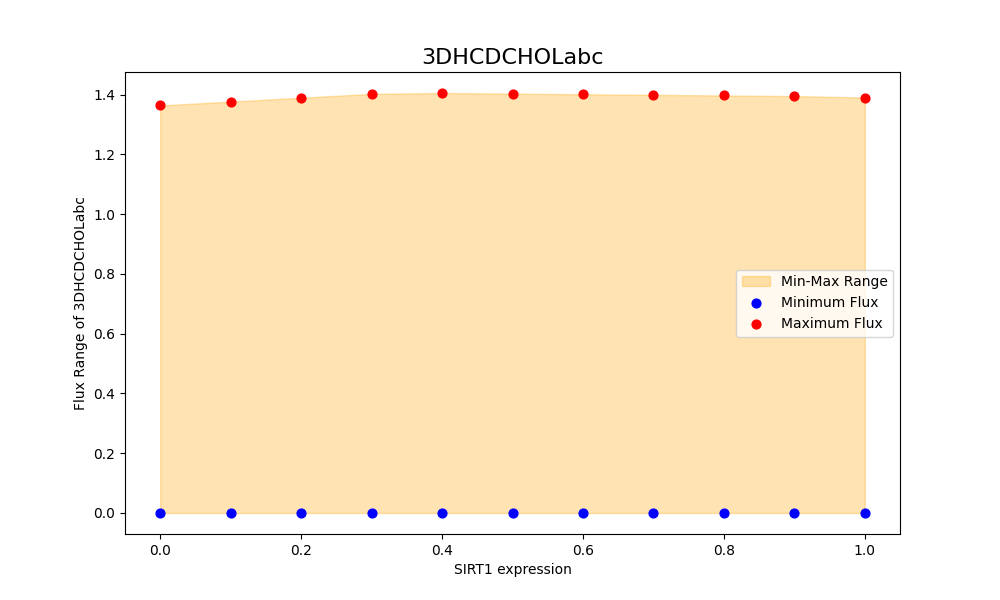 3DHCDCHOLabc
Flux Range of 3DHCDCHOLabc
1.4
1.2
1.0
0.8
0.6
0.4
0.2
0.0
Min-Max Range
Minimum Flux
Maximum Flux
0.0 0.2 0.4 0.6 0.8 1.0
SIRT1 expression